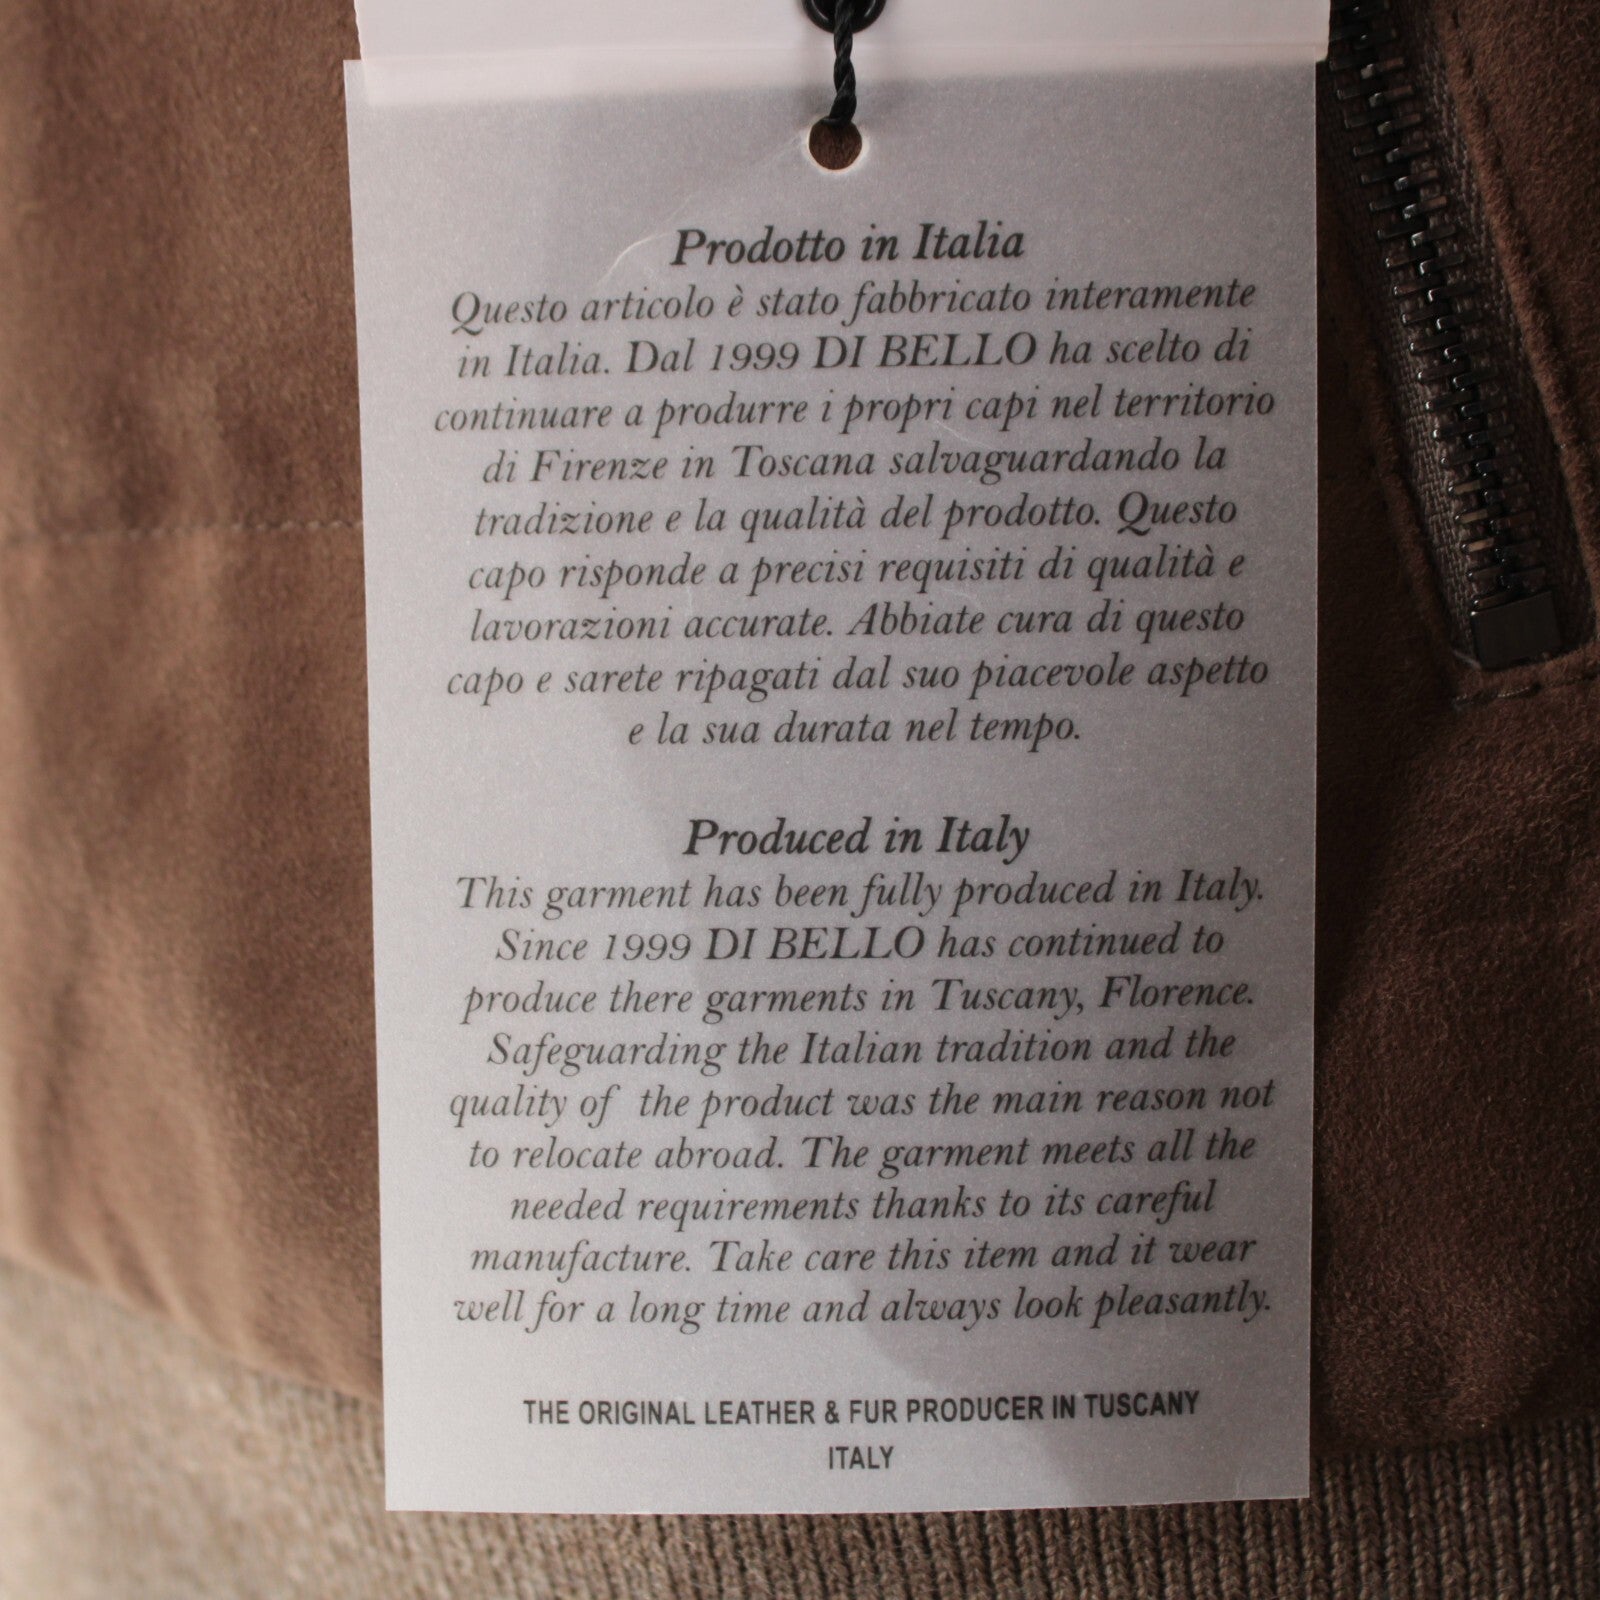 Prodotto in Italia
Questo articolo è stato fabbricato interamente
in Italia. Dal 1999 DI BELLO ha scelto di
continuare a produrre i propri capi nel territorio
di Firenze in Toscana salvaguardando la
tradizione e la qualità del prodotto. Questo
capo risponde a precisi requisiti di qualità e
lavorazioni accurate. Abbiate cura di questo
capo e sarete ripagati dal suo piacevole aspetto
e la sua durata nel tempo.
Produced in Italy
This garment has been fully produced in Italy.
Since 1999 DI BELLO has continued to
produce there garments in Tuscany, Florence.
Safeguarding the Italian tradition and the
quality of the product was the main reason not
to relocate abroad. The garment meets all the
needed requirements thanks to its careful
manufacture. Take care this item and it wear
well for a long time and always look pleasantly.
THE ORIGINAL LEATHER & FUR PRODUCER IN TUSCANY
ITALY